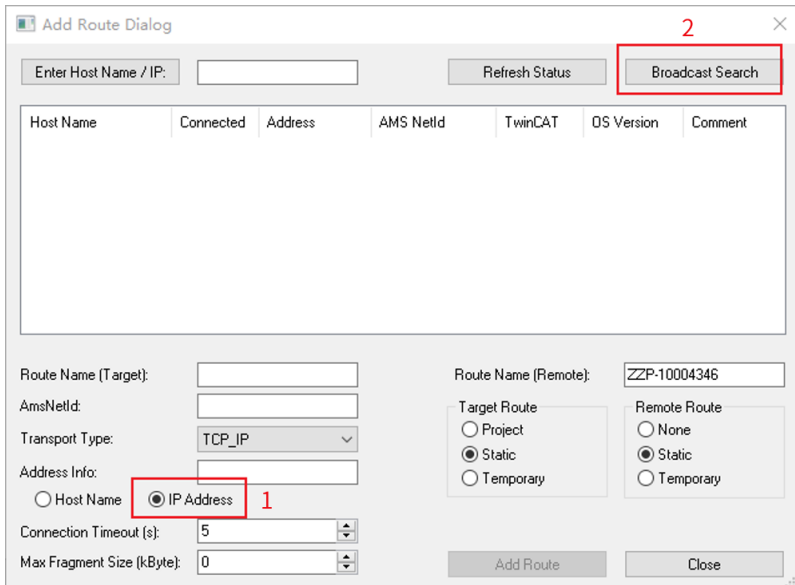 Add Route Dialog
2
Enter Host Name / IP: Refresh Status Broadcast Search
Host Name Connected Address AMS NetId TwinCAT OS Version Comment
Route Name (Target): Route Name (Remote): ZZP-10004346
AmsNetId: Target Route Remote Route
Transport Type: TCP_IP Project None
Static Static
Address Info: Temporary Temporary
Host Name IP Address 1
Connection Timeout (s): 5
Max Fragment Size (kByte): 0 Add Route Close